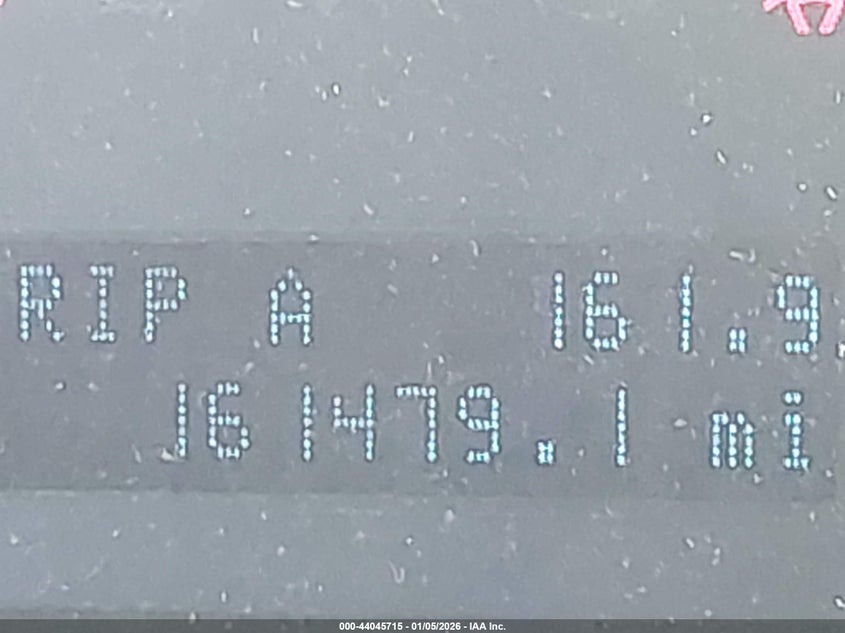 RIP A 161.9
161479.1 mi
000-44045715 - 01/05/2026 - IAA Inc.